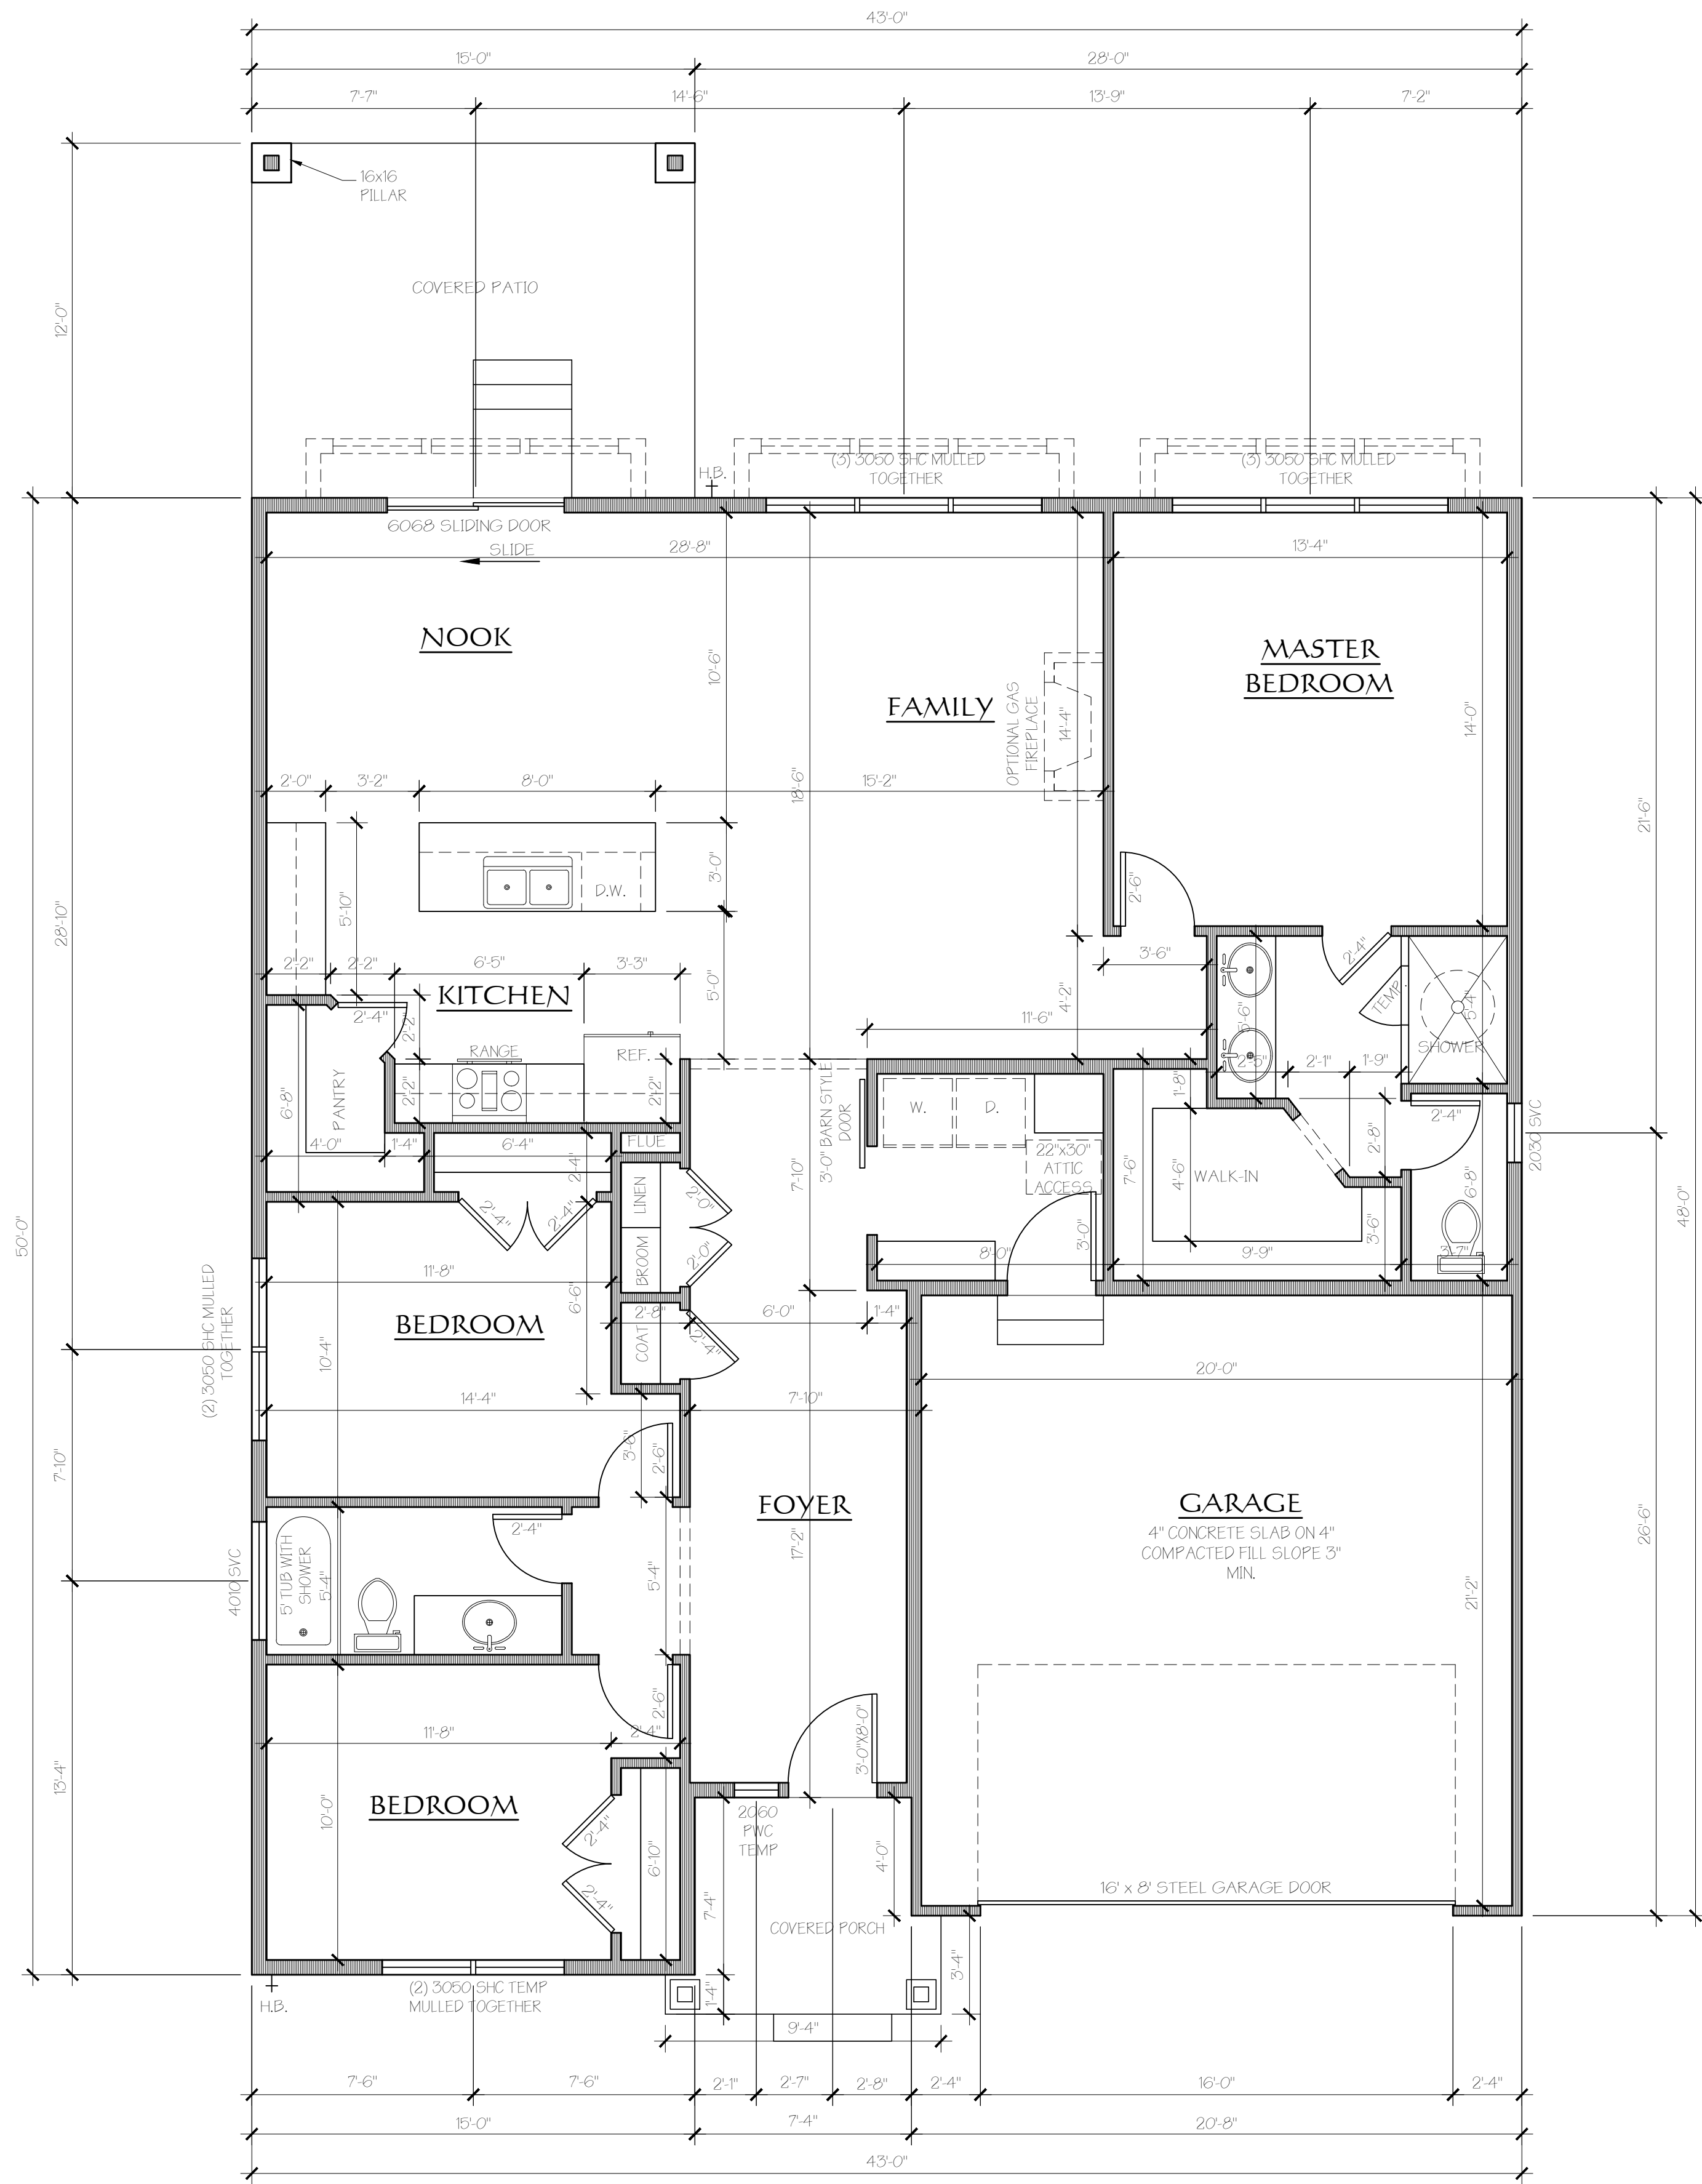 43'-0"
15'-0"
28'-0"
7'-7"
14'-6"
13'-9"
7'-2"
16x16
PILLAR
12'-0"
COVERED PATIO
H.B.
(3) 3050 SHC MULLED
TOGETHER
(3) 3050 SHC MULLED
TOGETHER
6068 SLIDING DOOR
SLIDE
28'-8"
13'-4"
NOOK
10'-6"
MASTER
BEDROOM
FAMILY
OPTIONAL GAS
FIREPLACE
14'-4"
14'-0"
2'-0"
3'-2"
8'-0"
18'-6"
15'-2"
21'-6"
28'-10"
5'-10"
D.W.
3'-0"
2'-6"
2'-4"
3'-6"
2'-2"
2'-2"
6'-5"
3'-3"
5'-0"
4'-2"
KITCHEN
2'-4"
2'-2"
TEMP.
5'-6"
5'-4"
SHOWER
11'-6"
RANGE
REF.
2'-5"
2'-1"
1'-9"
1'-8"
6'-8"
PANTRY
2'-2"
2'-2"
3'-0" BARN STYLE
DOOR
W.
D.
2'-4"
2030 SVC
4'-0"
1'-4"
6'-4"
2'-4"
FLUE
7'-10"
22"x30"
ATTIC
ACCESS
7'-6"
4'-6"
WALK-IN
2'-8"
6'-8"
LINEN
2'-0"
2'-4"
2'-4"
3'-6"
50'-0"
48'-0"
BROOM
2'-0"
8'-0"
3'-0"
9'-9"
3'-7"
11'-8"
6'-6"
(2) 3050 SHC MULLED
TOGETHER
BEDROOM
10'-4"
COAT
2'-8"
2'-4"
6'-0"
1'-4"
20'-0"
14'-4"
7'-10"
7'-10"
3'-6"
2'-6"
FOYER
17'-2"
GARAGE
4" CONCRETE SLAB ON 4"
COMPACTED FILL SLOPE 3"
MIN.
26'-6"
4010 SVC
5' TUB WITH
SHOWER
5'-4"
2'-4"
5'-4"
21'-2"
2'-6"
11'-8"
2'-4"
3'-0"X8'-0"
13'-4"
BEDROOM
10'-0"
2'-4"
2'-4"
6'-10"
2060
PWC
TEMP
4'-0"
16' x 8' STEEL GARAGE DOOR
7'-4"
COVERED PORCH
3'-4"
H.B.
(2) 3050 SHC TEMP
MULLED TOGETHER
1'-4"
9'-4"
7'-6"
7'-6"
2'-1"
2'-7"
2'-8"
2'-4"
16'-0"
2'-4"
15'-0"
7'-4"
20'-8"
43'-0"